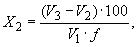 X₂ = (V₃ − V₂) · 100 / V₁ · f,